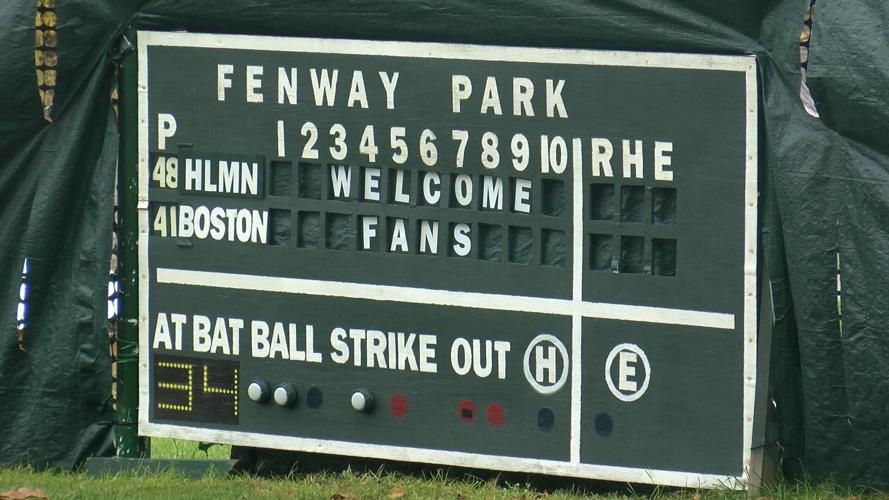 FENWAY PARK
P 1 2 3 4 5 6 7 8 9 10 R H E
48 HLMN WELCOME
41 BOSTON FANS
AT BAT BALL STRIKE OUT H E
34